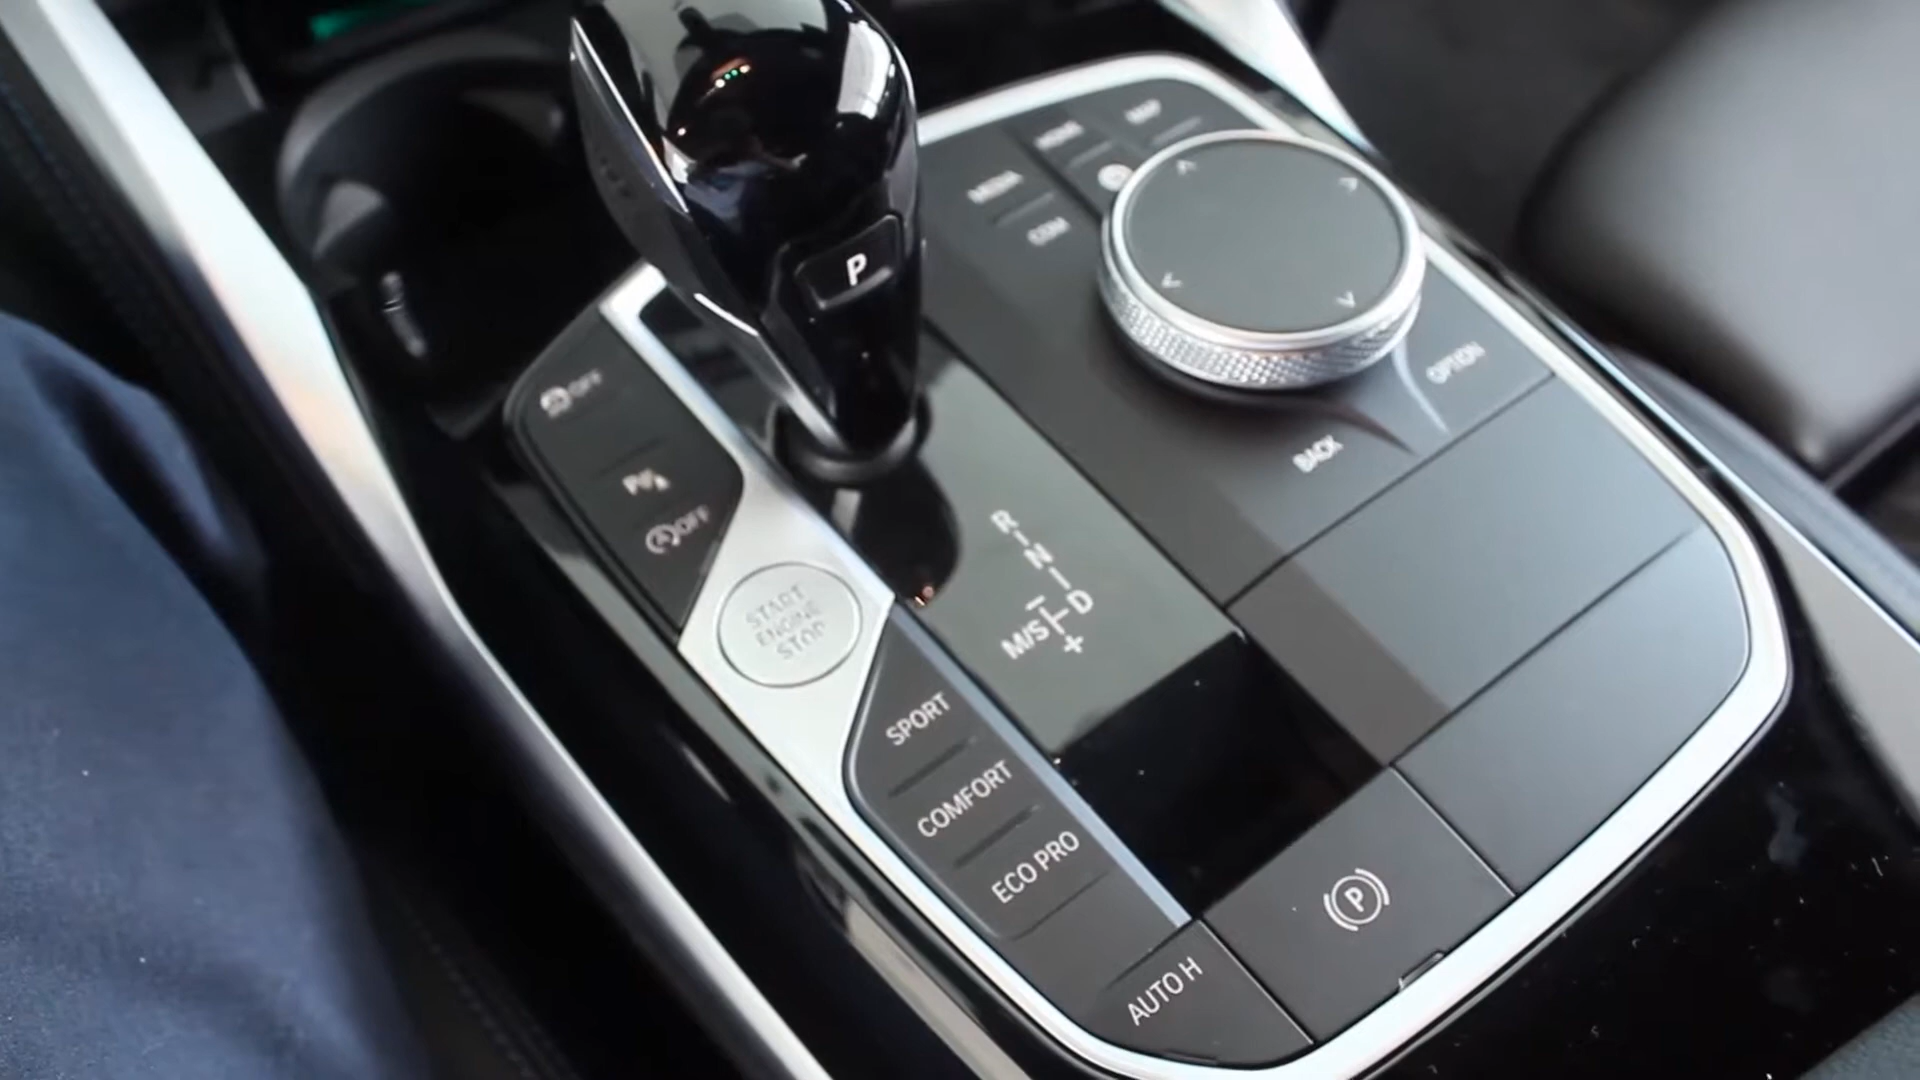 P
MEDIA
COM
MAP
OPTION
BACK
OFF
OFF
START
ENGINE
STOP
R
N
D
M/S
+
SPORT
COMFORT
ECO PRO
P
AUTO H